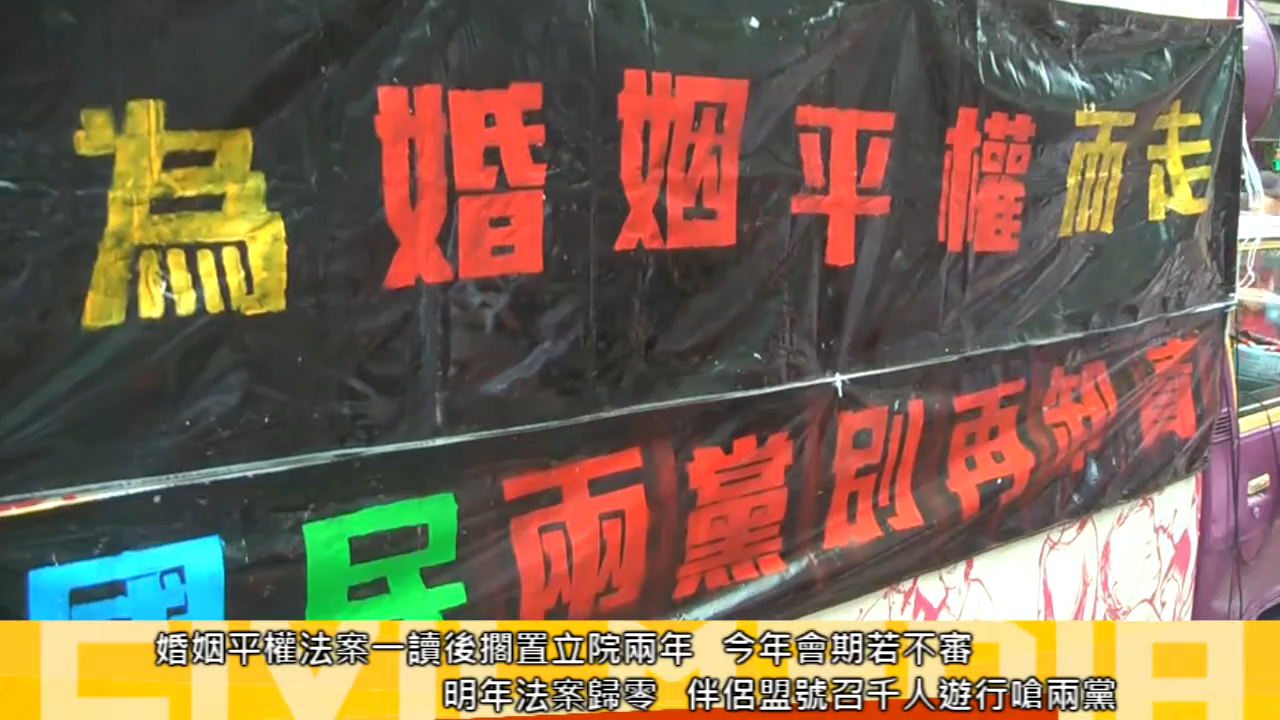 為婚姻平權而走
國民兩黨別再卸責
婚姻平權法案一讀後擱置立院兩年 今年會期若不審
明年法案歸零 伴侶盟號召千人遊行嗆兩黨